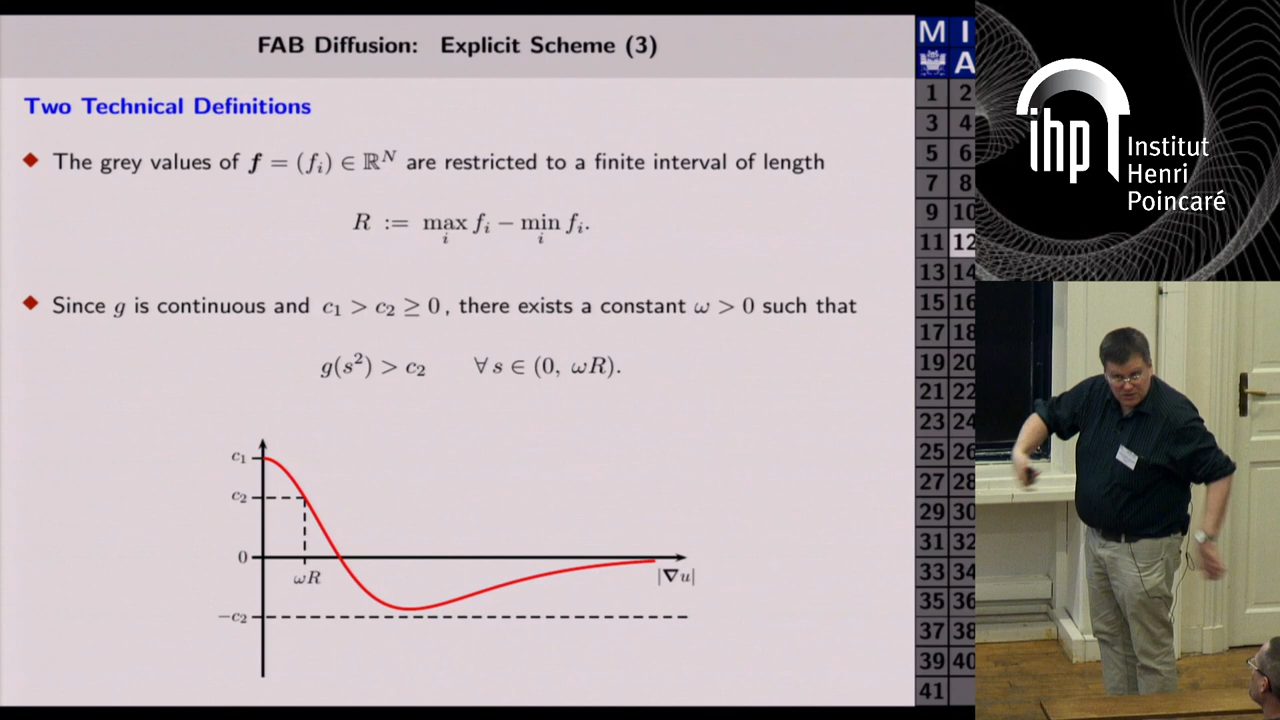 FAB Diffusion: Explicit Scheme (3)
Two Technical Definitions
The grey values of f = (fᵢ) ∈ ℝᴺ are restricted to a finite interval of length
R := max fᵢ − min fᵢ.
i i
Since g is continuous and c₁ > c₂ ≥ 0, there exists a constant ω > 0 such that
g(s²) > c₂ ∀ s ∈ (0, ωR).
c₁
c₂
0
ωR
|∇u|
−c₂
M I
A
1 2
3 4
5 6
7 8
9 10
11 12
13 14
15 16
17 18
19 20
21 22
23 24
25 26
27 28
29 30
31 32
33 34
35 36
37 38
39 40
41
ihp
Institut
Henri
Poincaré